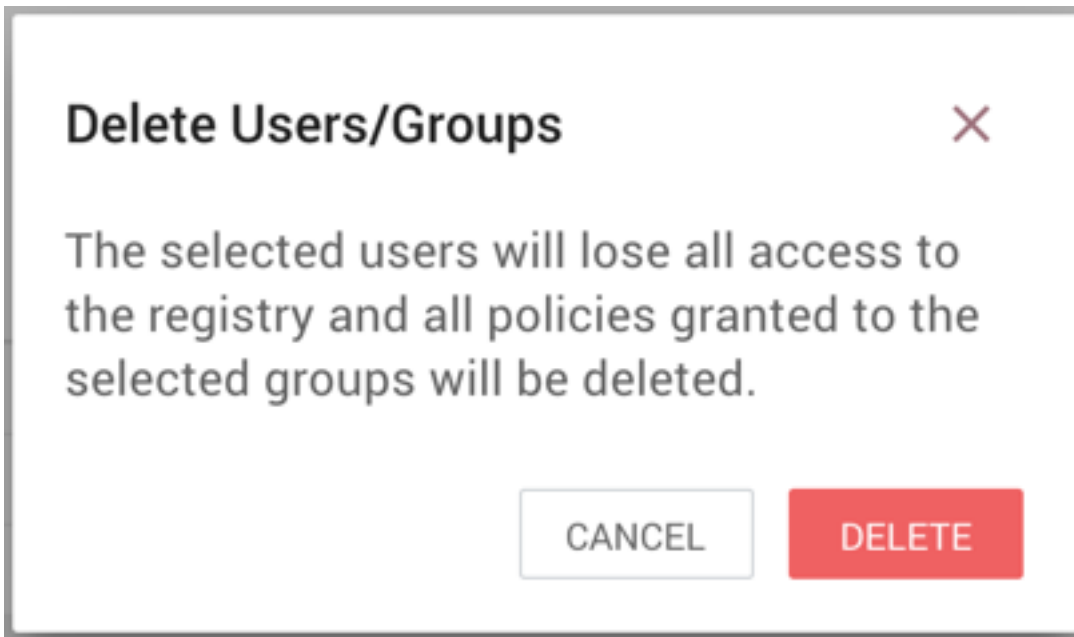 Delete Users/Groups
The selected users will lose all access to
the registry and all policies granted to the
selected groups will be deleted.
CANCEL
DELETE